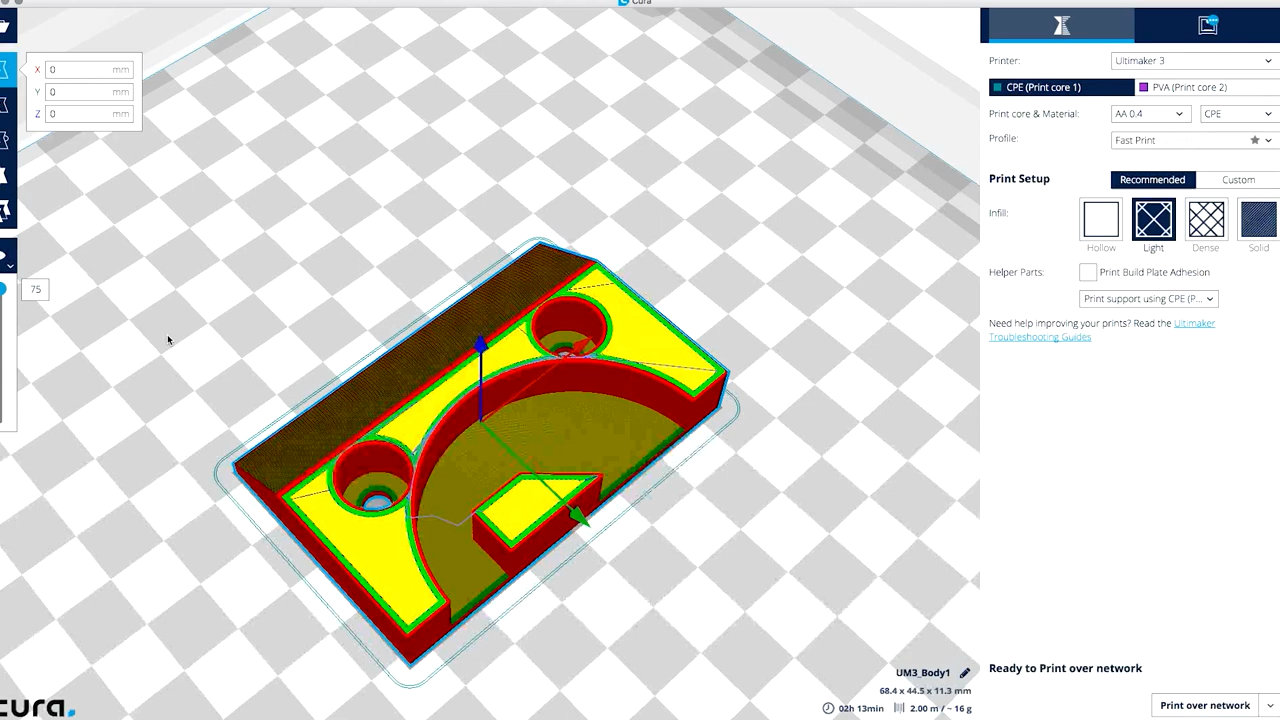 Cura
X 0 mm
Y 0 mm
Z 0 mm
75
Printer: Ultimaker 3
CPE (Print core 1) PVA (Print core 2)
Print core & Material: AA 0.4 CPE
Profile: Fast Print
Print Setup Recommended Custom
Infill:
Hollow Light Dense Solid
Helper Parts: Print Build Plate Adhesion
Print support using CPE (P...
Need help improving your prints? Read the Ultimaker
Troubleshooting Guides
UM3_Body1
68.4 x 44.5 x 11.3 mm
02h 13min 2.00 m / ~ 16 g
cura.
Ready to Print over network
Print over network